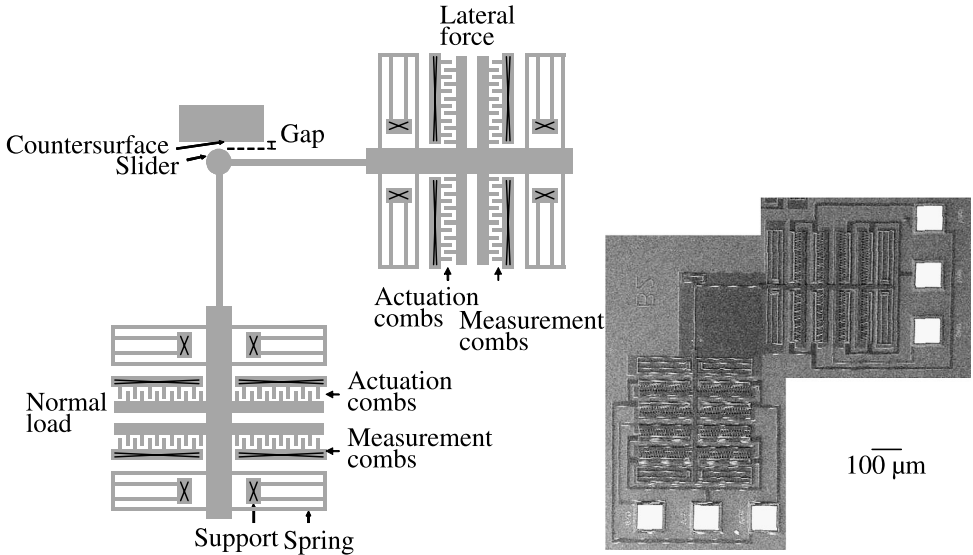 Lateral
force
Gap
Countersurface
Slider
Actuation
combs
Measurement
combs
Actuation
combs
Normal
load
Measurement
combs
Support
Spring
100 µm